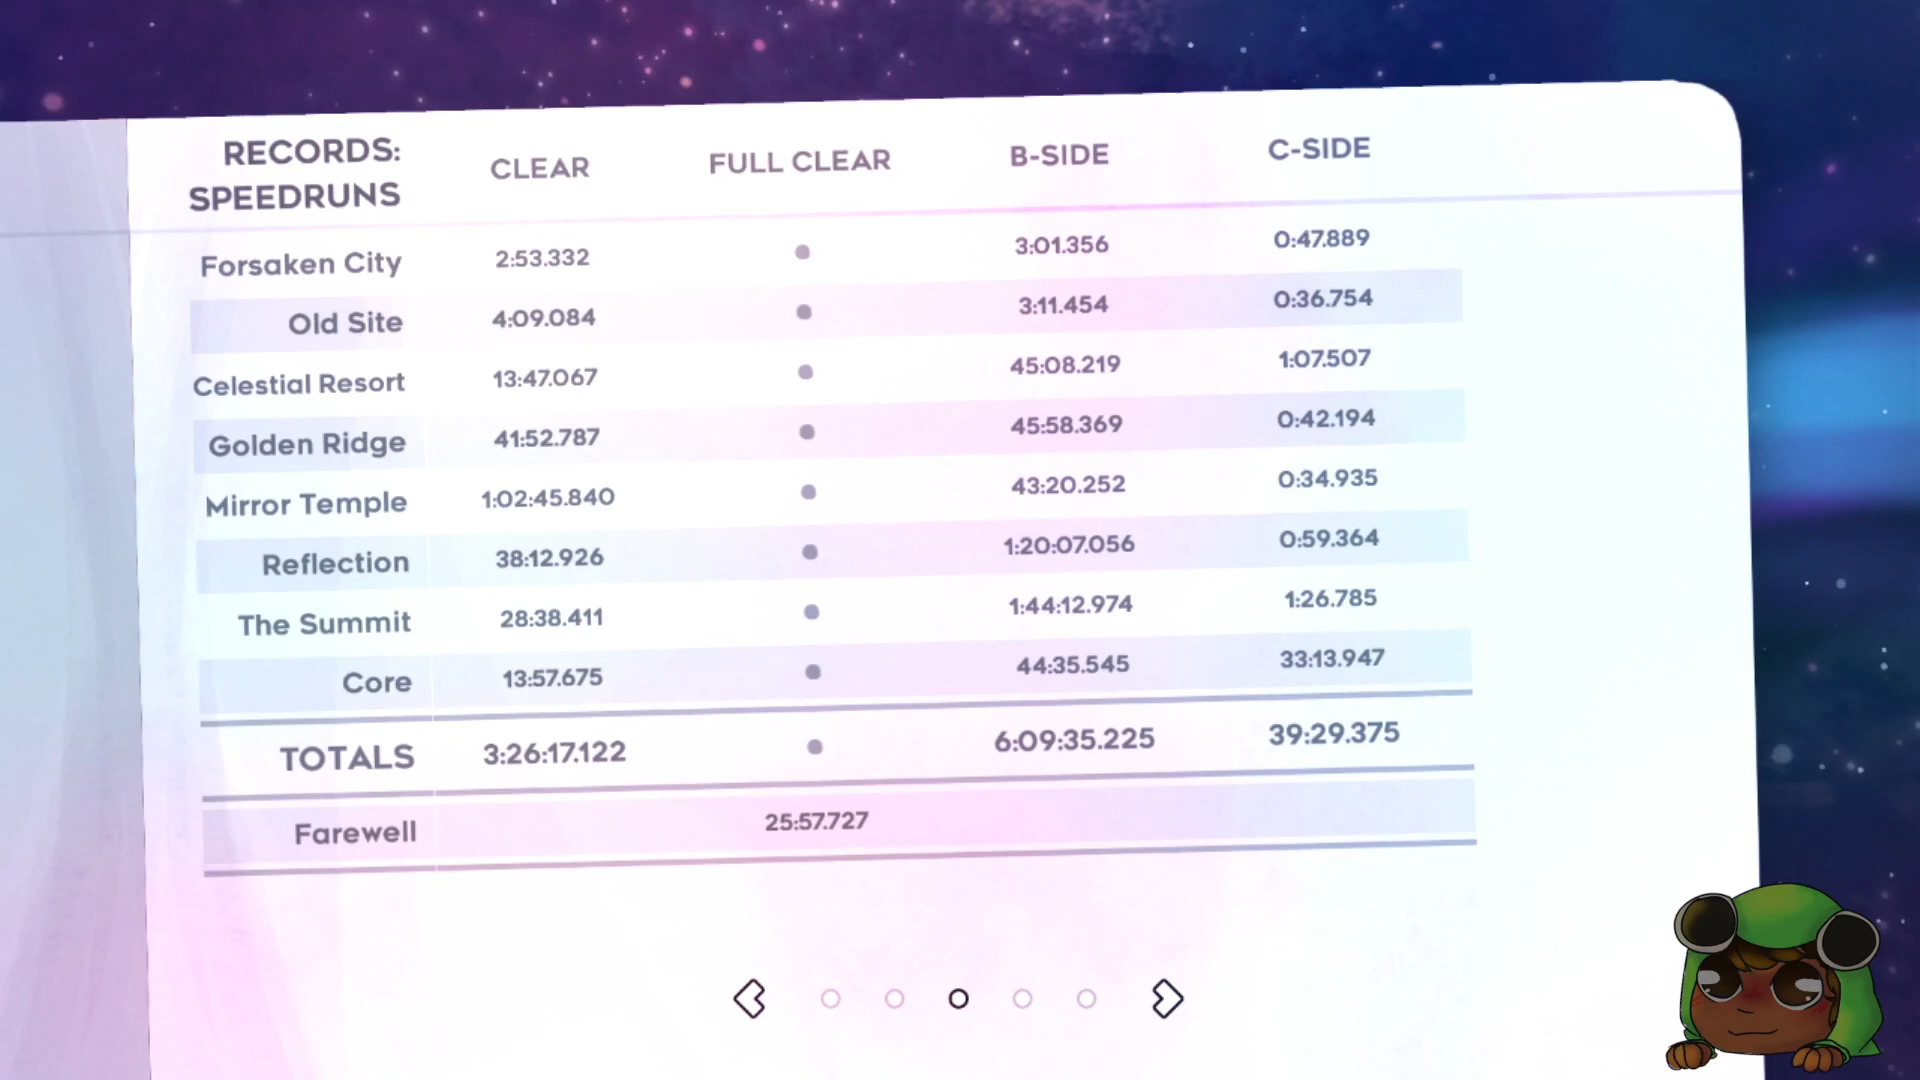 RECORDS: SPEEDRUNS CLEAR FULL CLEAR B-SIDE C-SIDE
Forsaken City 2:53.332 3:01.356 0:47.889
Old Site 4:09.084 3:11.454 0:36.754
Celestial Resort 13:47.067 45:08.219 1:07.507
Golden Ridge 41:52.787 45:58.369 0:42.194
Mirror Temple 1:02:45.840 43:20.252 0:34.935
Reflection 38:12.926 1:20:07.056 0:59.364
The Summit 28:38.411 1:44:12.974 1:26.785
Core 13:57.675 44:35.545 33:13.947
TOTALS 3:26:17.122 6:09:35.225 39:29.375
Farewell 25:57.727